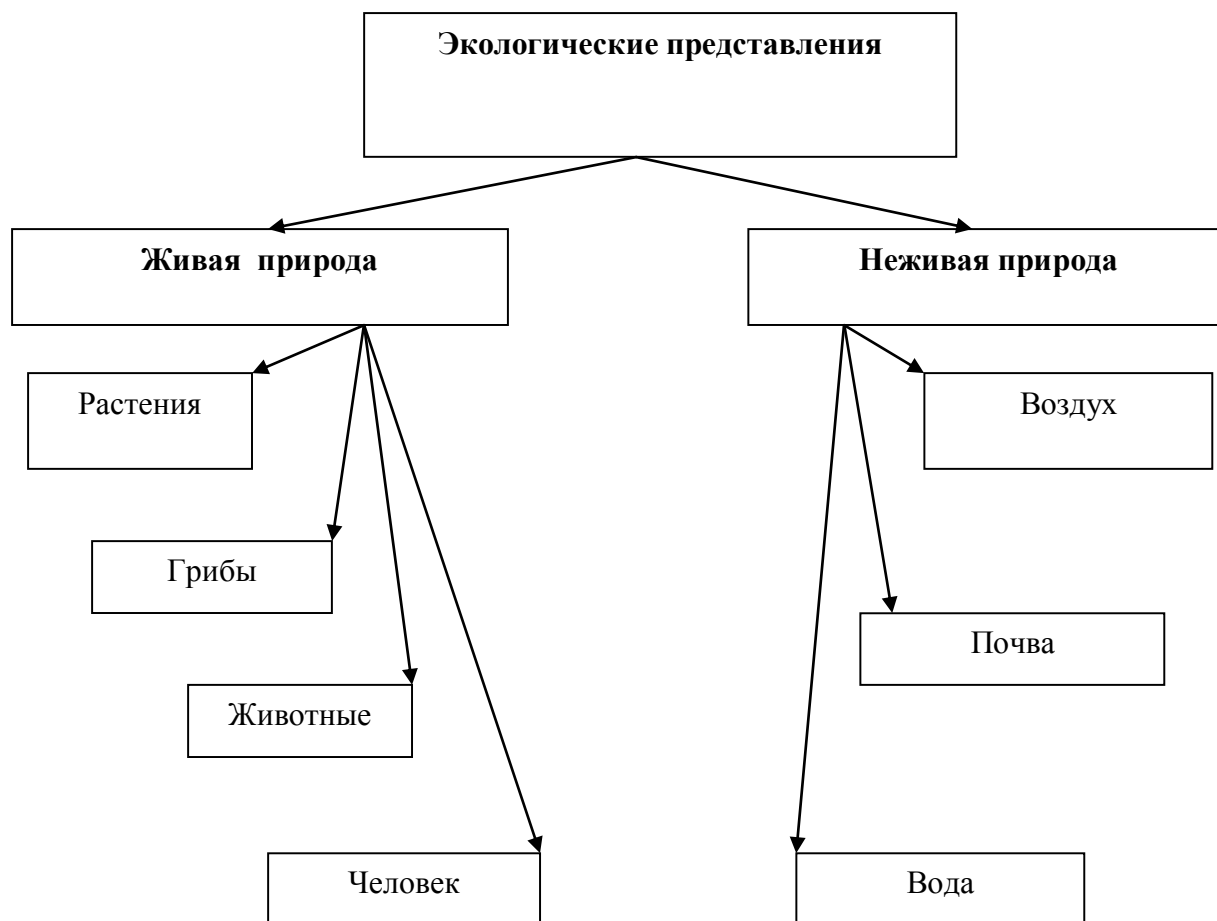 Экологические представления
Живая природа
Неживая природа
Растения
Воздух
Грибы
Почва
Животные
Человек
Вода